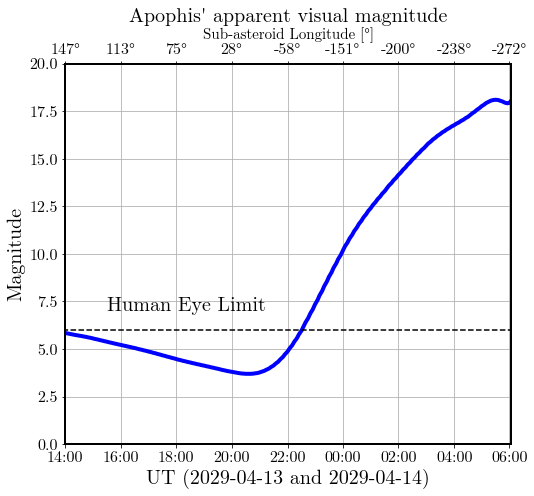 Apophis' apparent visual magnitude
Sub-asteroid Longitude [°]
147° 113° 75° 28° -58° -151° -200° -238° -272°
20.0
17.5
15.0
12.5
10.0
7.5
5.0
2.5
0.0
Magnitude
Human Eye Limit
14:00 16:00 18:00 20:00 22:00 00:00 02:00 04:00 06:00
UT (2029-04-13 and 2029-04-14)